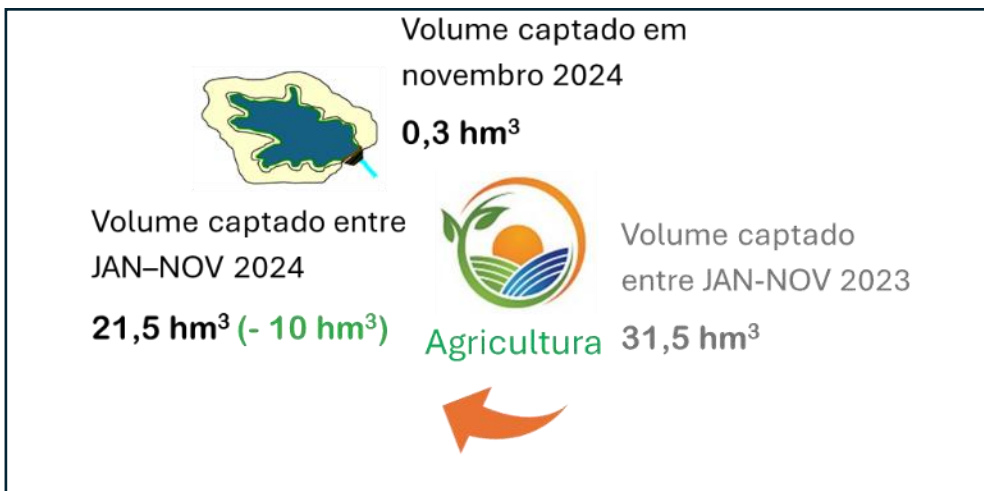 Volume captado em
novembro 2024
0,3 hm³
Volume captado entre
JAN–NOV 2024
21,5 hm³ (- 10 hm³)
Agricultura
Volume captado
entre JAN-NOV 2023
31,5 hm³